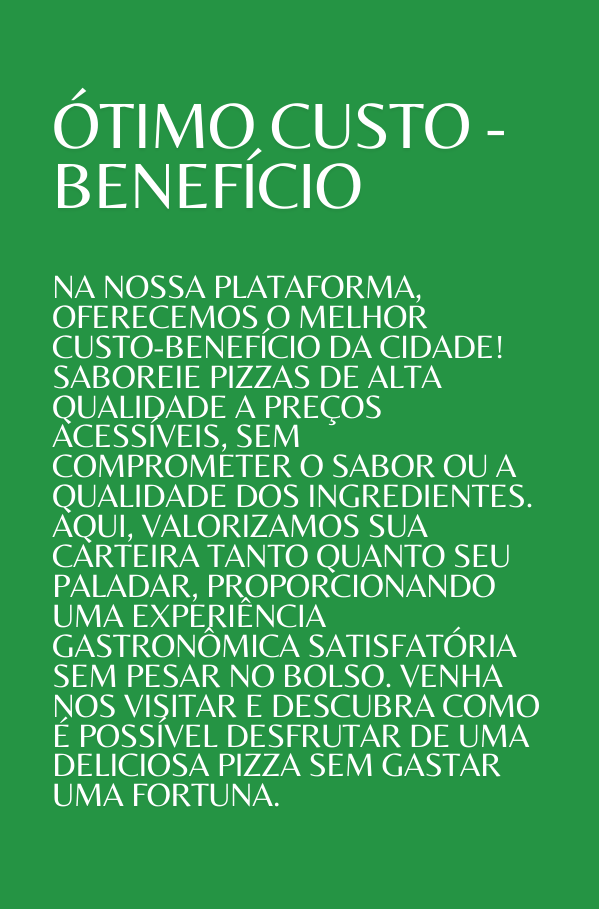 ÓTIMO CUSTO -
BENEFÍCIO
NA NOSSA PLATAFORMA,
OFERECEMOS O MELHOR
CUSTO-BENEFÍCIO DA CIDADE!
SABOREIE PIZZAS DE ALTA
QUALIDADE A PREÇOS
ACESSÍVEIS, SEM
COMPROMETER O SABOR OU A
QUALIDADE DOS INGREDIENTES.
AQUI, VALORIZAMOS SUA
CARTEIRA TANTO QUANTO SEU
PALADAR, PROPORCIONANDO
UMA EXPERIÊNCIA
GASTRONÔMICA SATISFATÓRIA
SEM PESAR NO BOLSO. VENHA
NOS VISITAR E DESCUBRA COMO
É POSSÍVEL DESFRUTAR DE UMA
DELICIOSA PIZZA SEM GASTAR
UMA FORTUNA.